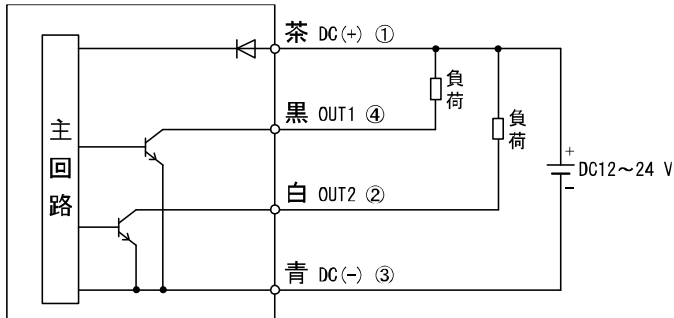 茶 DC(+) ①
負荷
黒 OUT1 ④
負荷
主回路
+
DC12～24 V
-
白 OUT2 ②
青 DC(-) ③